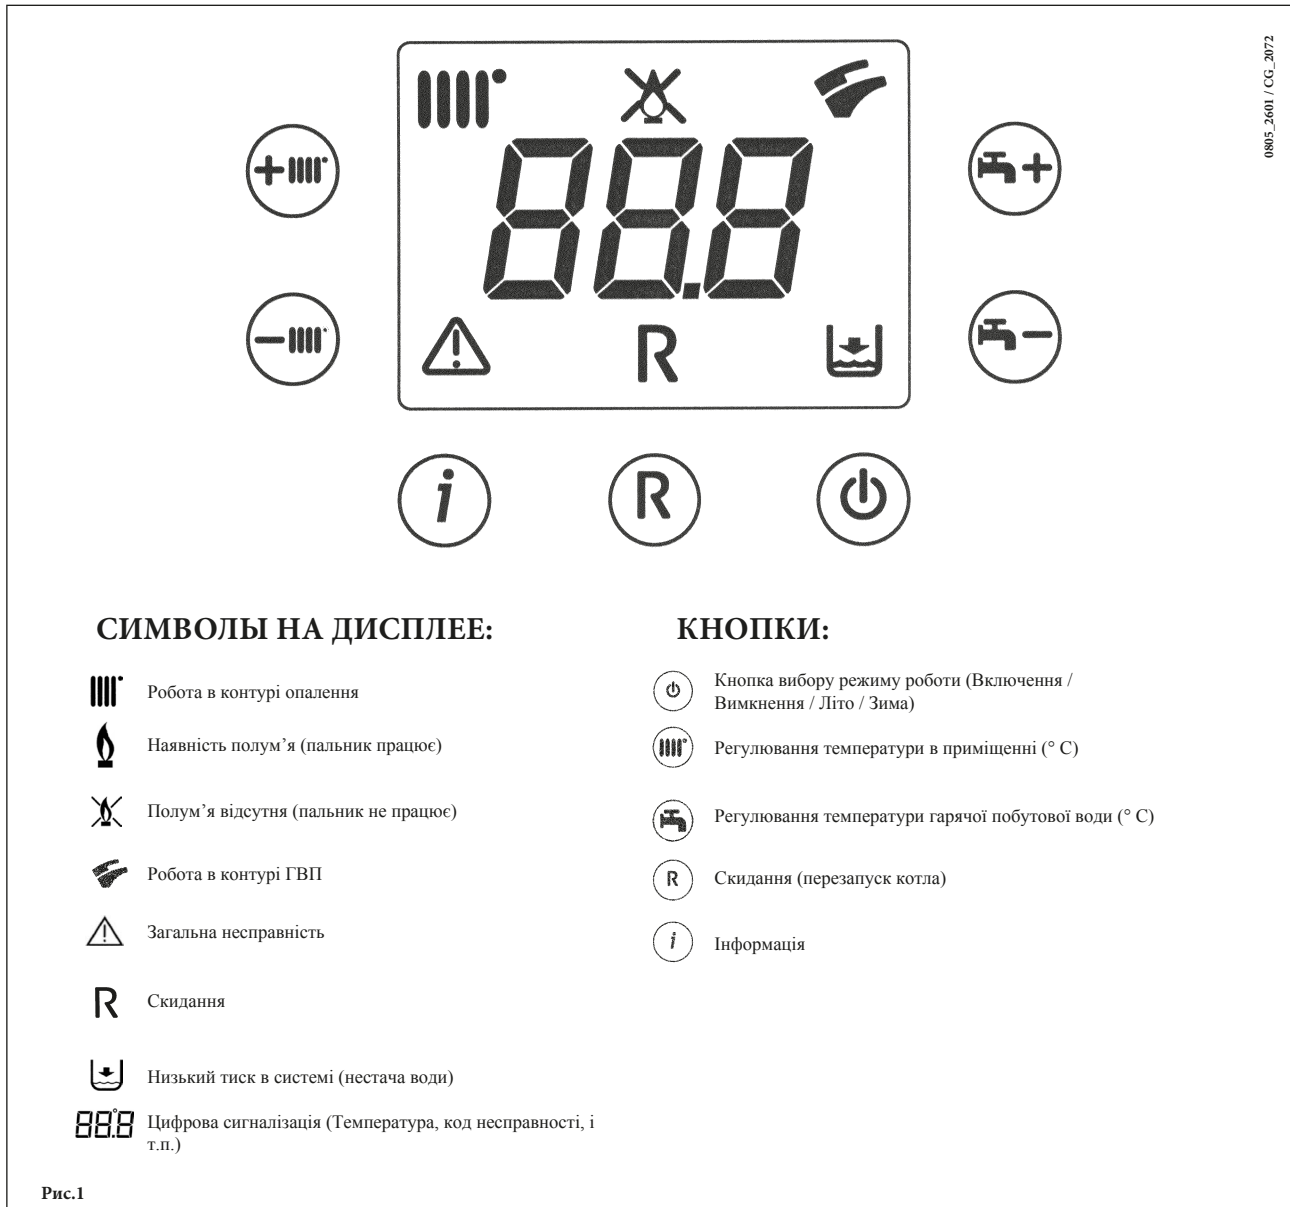 0805_2601 / CG_2072
88.8
R
i
R
СИМВОЛЫ НА ДИСПЛЕЕ:
Робота в контурі опалення
Наявність полум’я (пальник працює)
Полум’я відсутня (пальник не працює)
Робота в контурі ГВП
Загальна несправність
R
Скидання
Низький тиск в системі (нестача води)
88.8
Цифрова сигналізація (Температура, код несправності, і
т.п.)
КНОПКИ:
Кнопка вибору режиму роботи (Включення /
Вимкнення / Літо / Зима)
Регулювання температури в приміщенні (° С)
Регулювання температури гарячої побутової води (° С)
R
Скидання (перезапуск котла)
i
Інформація
Рис.1